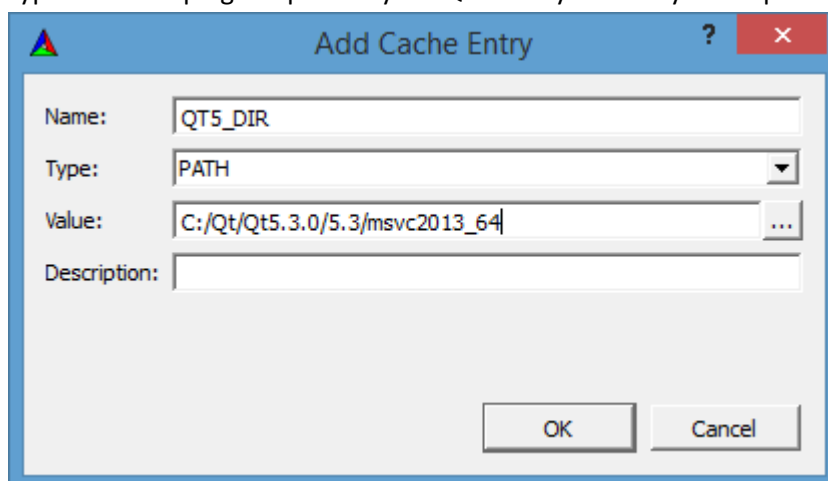 Add Cache Entry ? ×
Name: QT5_DIR
Type: PATH
Value: C:/Qt/Qt5.3.0/5.3/msvc2013_64 ...
Description:
OK Cancel